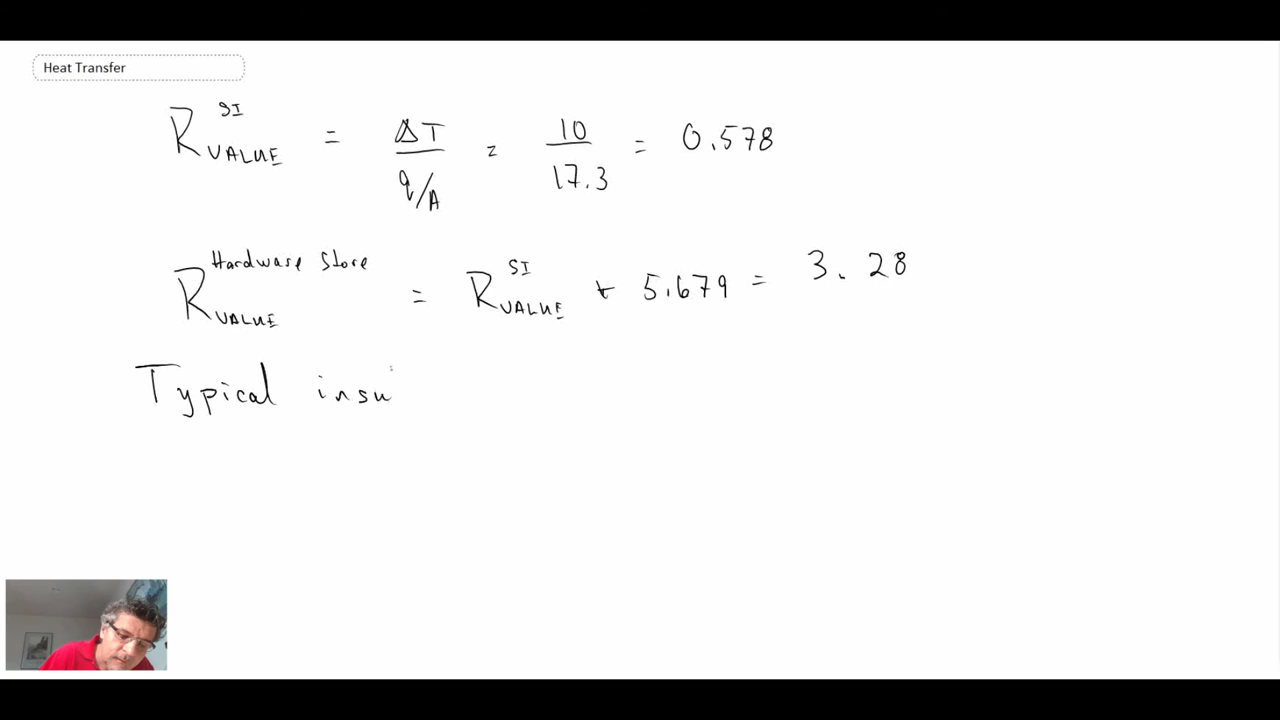 Heat Transfer
R VALUE SI = ΔT / q/A = 10 / 17.3 = 0.578
R VALUE Hardware Store = R VALUE SI * 5.679 = 3.28
Typical insu